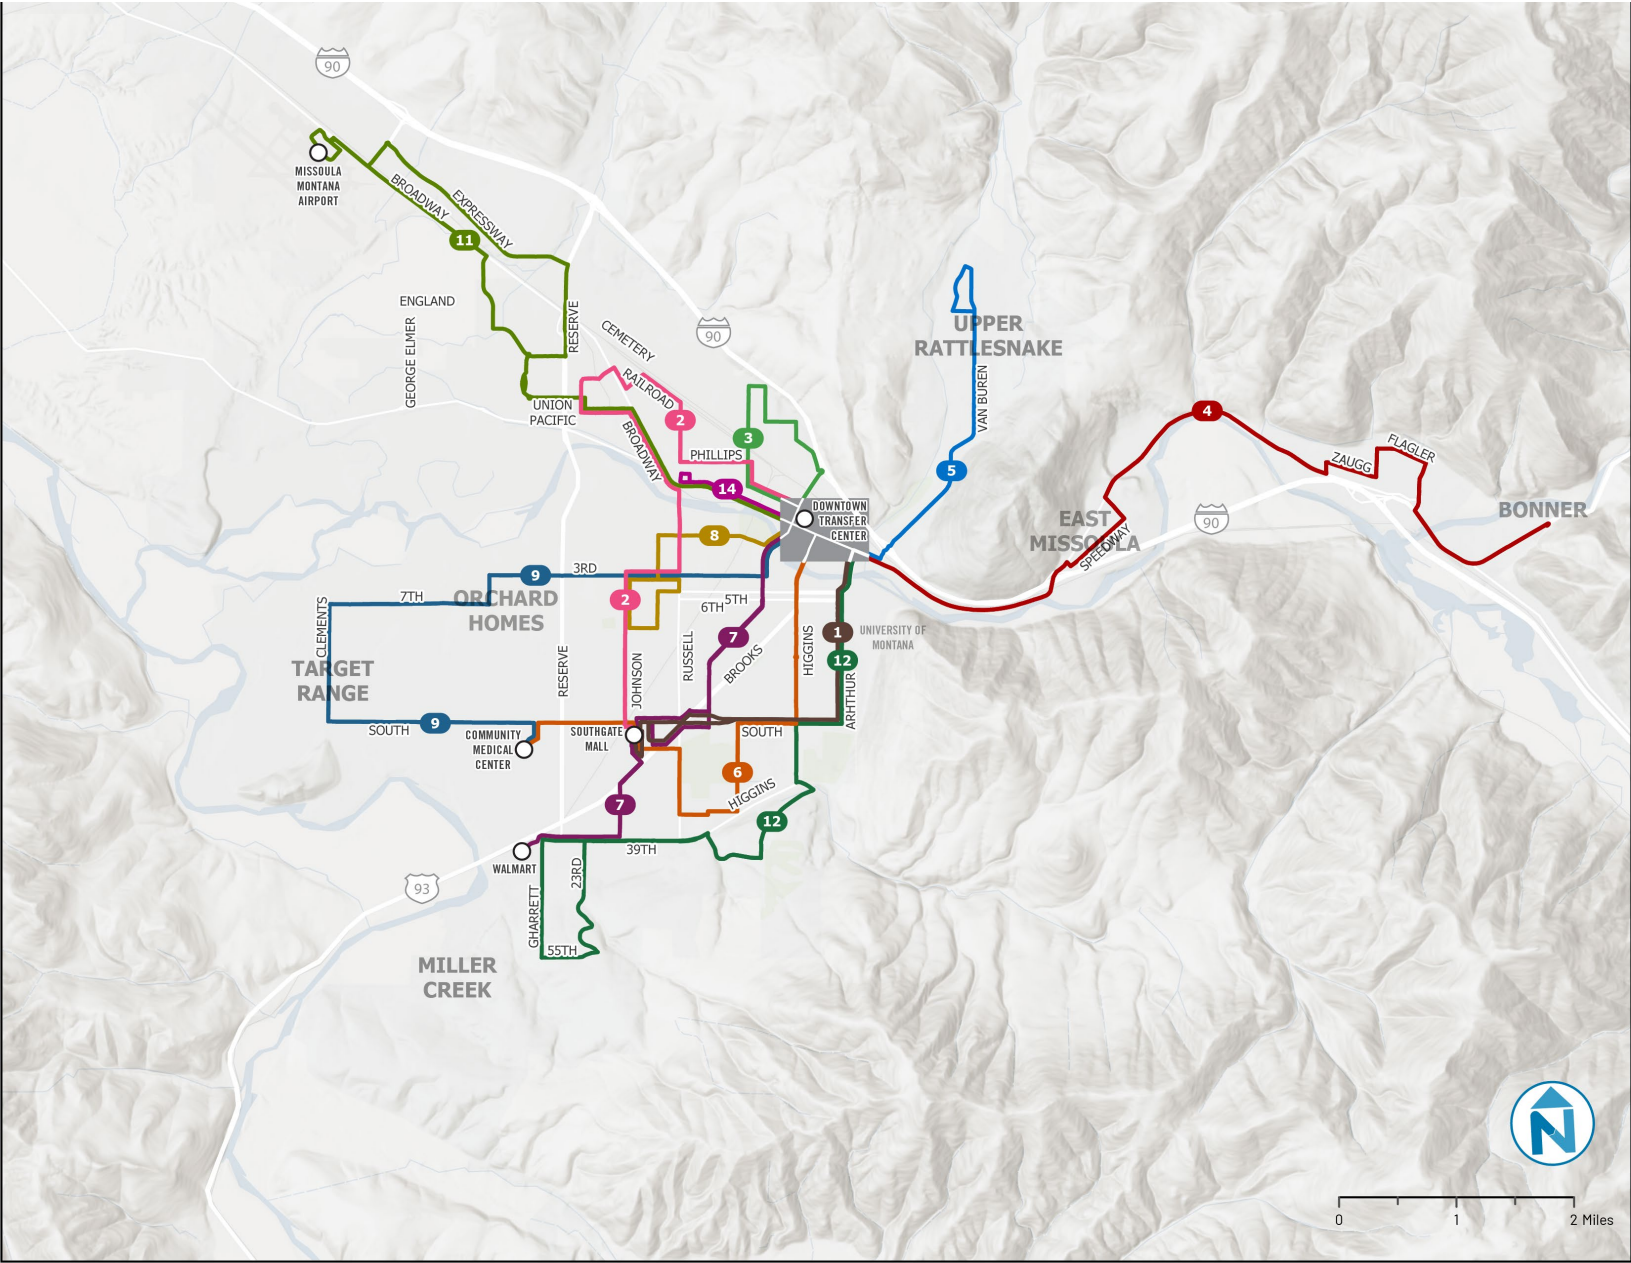 90
MISSOULA
MONTANA
AIRPORT
BROADWAY
EXPRESSWAY
11
ENGLAND
GEORGE ELMER
RESERVE
CEMETERY
90
RAILROAD
UNION
PACIFIC
BROADWAY
2
3
PHILLIPS
14
UPPER
RATTLESNAKE
VAN BUREN
5
4
FLAGLER
ZAUGG
BONNER
90
EAST
MISSOULA
SPEEDWAY
DOWNTOWN
TRANSFER
CENTER
8
9
3RD
7TH
ORCHARD
HOMES
CLEMENTS
TARGET
RANGE
2
5TH
6TH
7
BROOKS
RUSSELL
JOHNSON
RESERVE
HIGGINS
1
UNIVERSITY OF
MONTANA
12
ARHTHUR
9
SOUTH
COMMUNITY
MEDICAL
CENTER
SOUTHGATE
MALL
SOUTH
6
HIGGINS
7
12
39TH
WALMART
93
23RD
GHARRETT
55TH
MILLER
CREEK
N
0 1 2 Miles